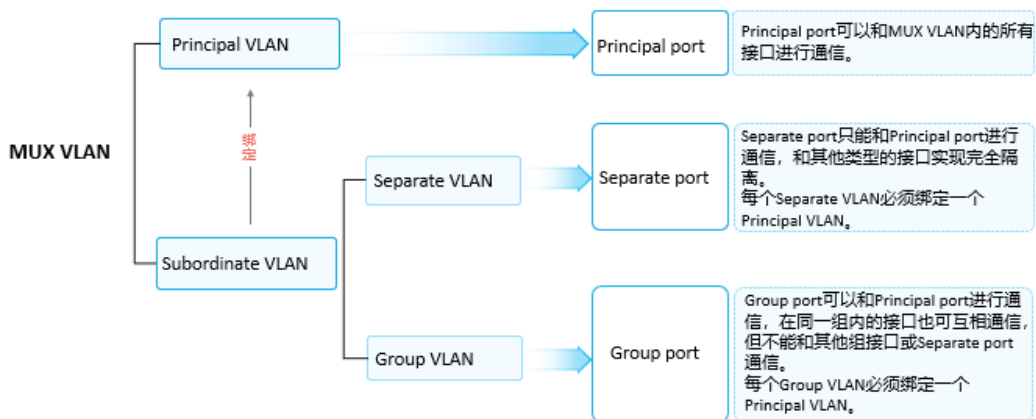 Principal VLAN
Principal port
Principal port可以和MUX VLAN内的所有
接口进行通信。
绑定
MUX VLAN
Separate VLAN
Separate port
Separate port只能和Principal port进行
通信，和其他类型的接口实现完全隔
离。
每个Separate VLAN必须绑定一个
Principal VLAN。
Subordinate VLAN
Group VLAN
Group port
Group port可以和Principal port进行通
信，在同一组内的接口也可互相通信，
但不能和其他组接口或Separate port
通信。
每个Group VLAN必须绑定一个
Principal VLAN。